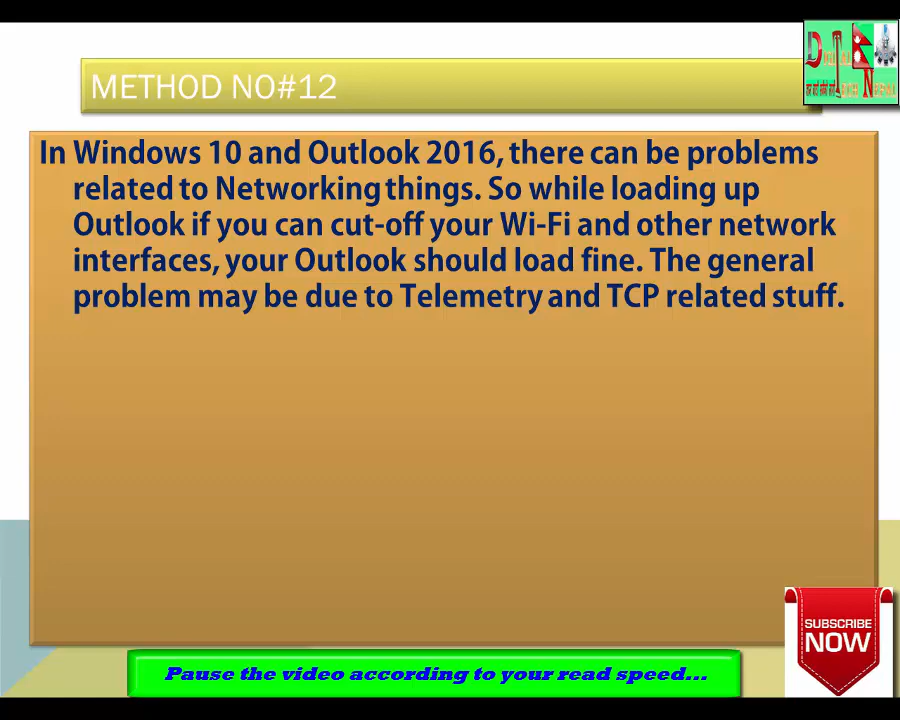 METHOD NO#12
In Windows 10 and Outlook 2016, there can be problems
related to Networking things. So while loading up
Outlook if you can cut-off your Wi-Fi and other network
interfaces, your Outlook should load fine. The general
problem may be due to Telemetry and TCP related stuff.
SUBSCRIBE
NOW
Pause the video according to your read speed...